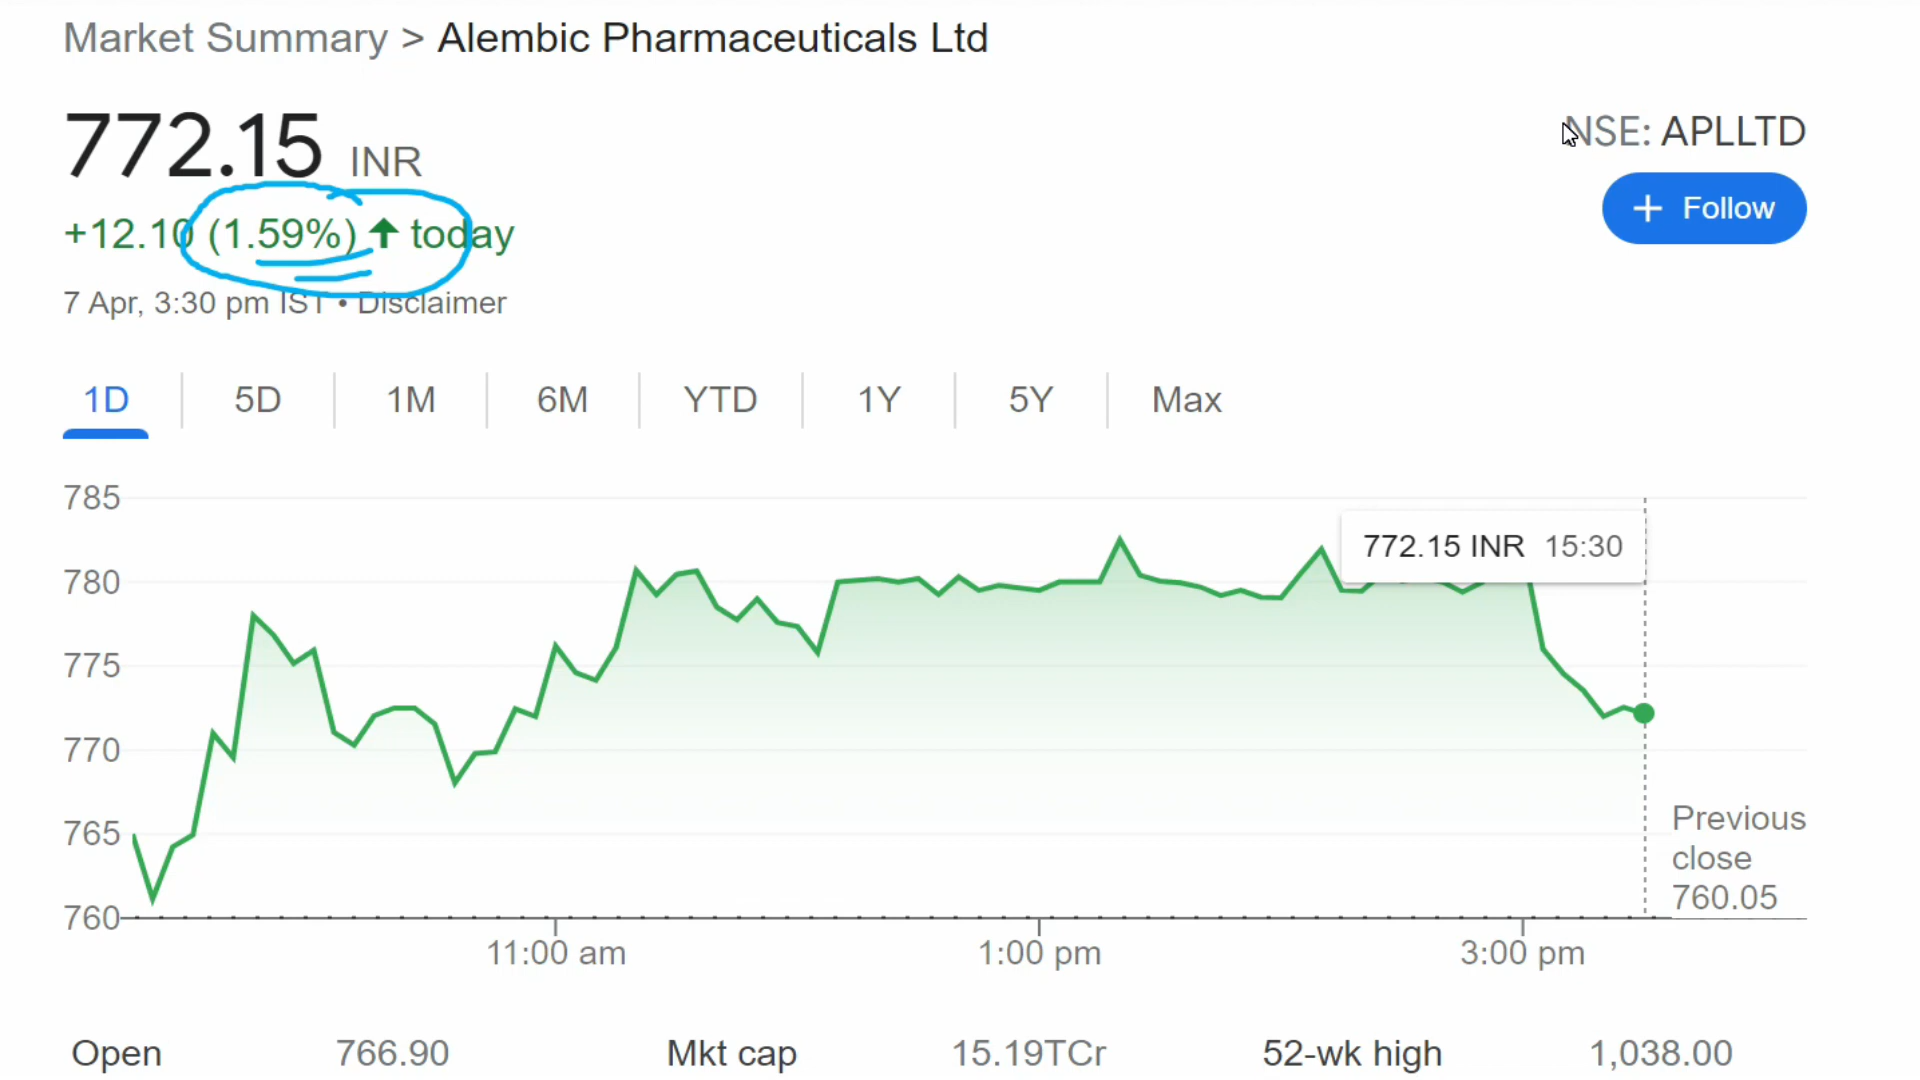 Market Summary > Alembic Pharmaceuticals Ltd
772.15 INR
NSE: APLLTD
+12.10 (1.59%) ↑ today
+ Follow
7 Apr, 3:30 pm IST • Disclaimer
1D 5D 1M 6M YTD 1Y 5Y Max
785
780
775
770
765
760
772.15 INR 15:30
Previous
close
760.05
11:00 am 1:00 pm 3:00 pm
Open 766.90 Mkt cap 15.19TCr 52-wk high 1,038.00